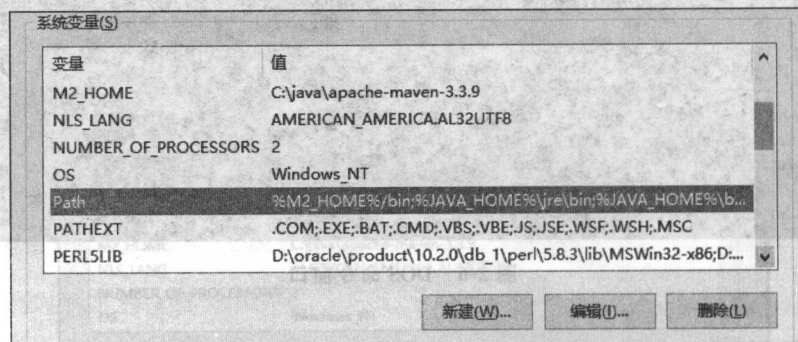 系统变量(S)
变量 值
M2_HOME C:\java\apache-maven-3.3.9
NLS_LANG AMERICAN_AMERICA.AL32UTF8
NUMBER_OF_PROCESSORS 2
OS Windows_NT
Path %M2_HOME%/bin;%JAVA_HOME%\jre\bin;%JAVA_HOME%\b...
PATHEXT .COM;.EXE;.BAT;.CMD;.VBS;.VBE;.JS;.JSE;.WSF;.WSH;.MSC
PERL5LIB D:\oracle\product\10.2.0\db_1\perl\5.8.3\lib\MSWin32-x86;D:...
新建(W)... 编辑(I)... 删除(L)